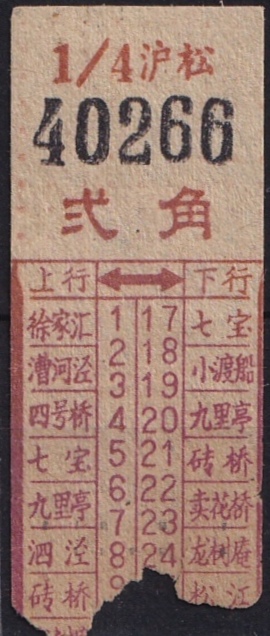 1/4沪松
40266
弍角
上行 下行
徐家汇 1 17 七宝
漕河泾 2 18 小渡船
3 19
四号桥 4 20 九里亭
七宝 5 21 砖桥
九里亭 6 22 卖花桥
7 23
泗泾 8 24 龙树庵
砖桥 9 松江